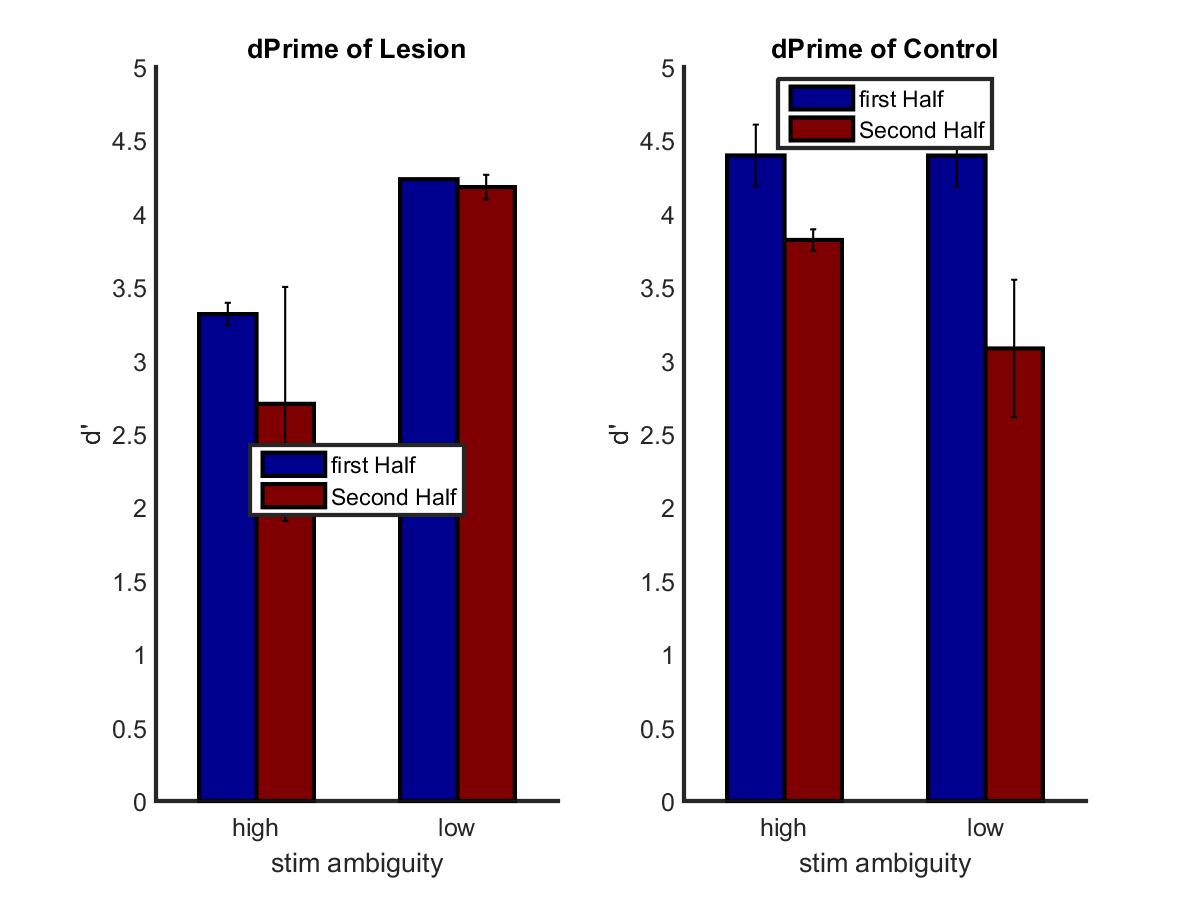 dPrime of Lesion
5
4.5
4
3.5
3
2.5
2
1.5
1
0.5
0
d'
first Half
Second Half
high
low
stim ambiguity
dPrime of Control
5
4.5
4
3.5
3
2.5
2
1.5
1
0.5
0
d'
first Half
Second Half
high
low
stim ambiguity